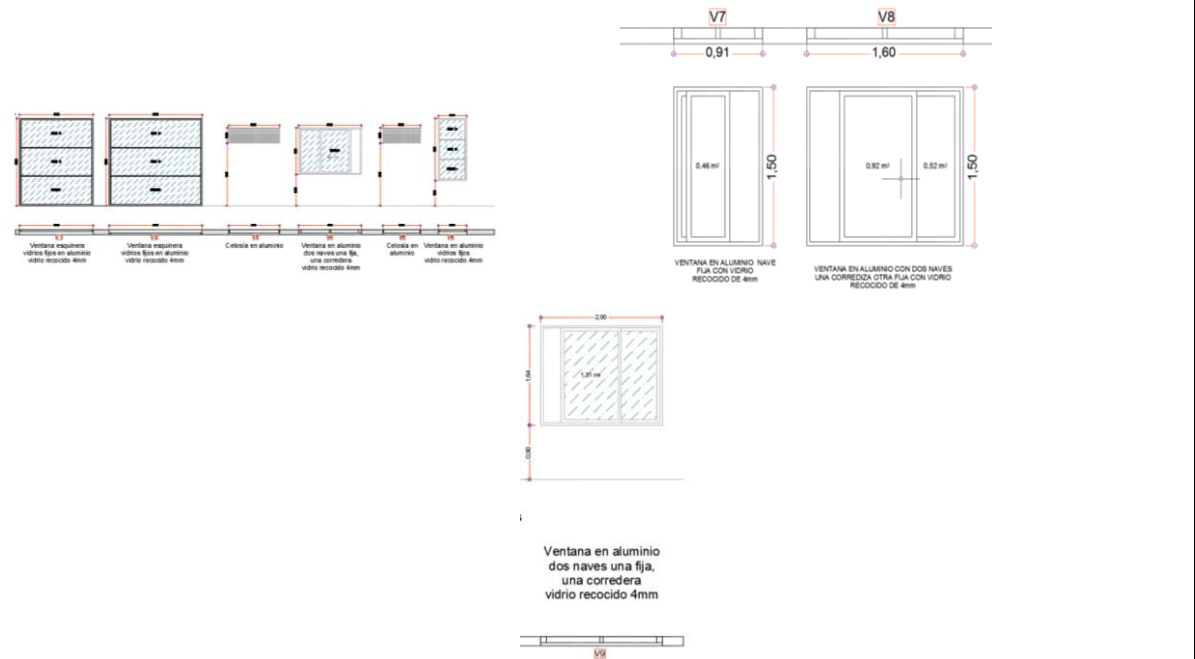 V7
V8
0,91
1,60
0,46 m²
0,92 m²
0,52 m²
1,50
1,50
VENTANA EN ALUMINIO NAVE
FIJA CON VIDRIO
RECOCIDO DE 4mm
VENTANA EN ALUMINIO CON DOS NAVES
UNA CORREDIZA OTRA FIJA CON VIDRIO
RECOCIDO DE 4mm
Ventana esquinera
vidrios fijos en aluminio
vidrio recocido 4mm
Ventana esquinera
vidrios fijos en aluminio
vidrio recocido 4mm
Celosía en aluminio
Ventana en aluminio
dos naves una fija,
una corredera
vidrio recocido 4mm
Celosía en
aluminio
Ventana en aluminio
vidrios fijos
vidrio recocido 4mm
2,00
1,64
0,90
Ventana en aluminio
dos naves una fija,
una corredera
vidrio recocido 4mm
V9